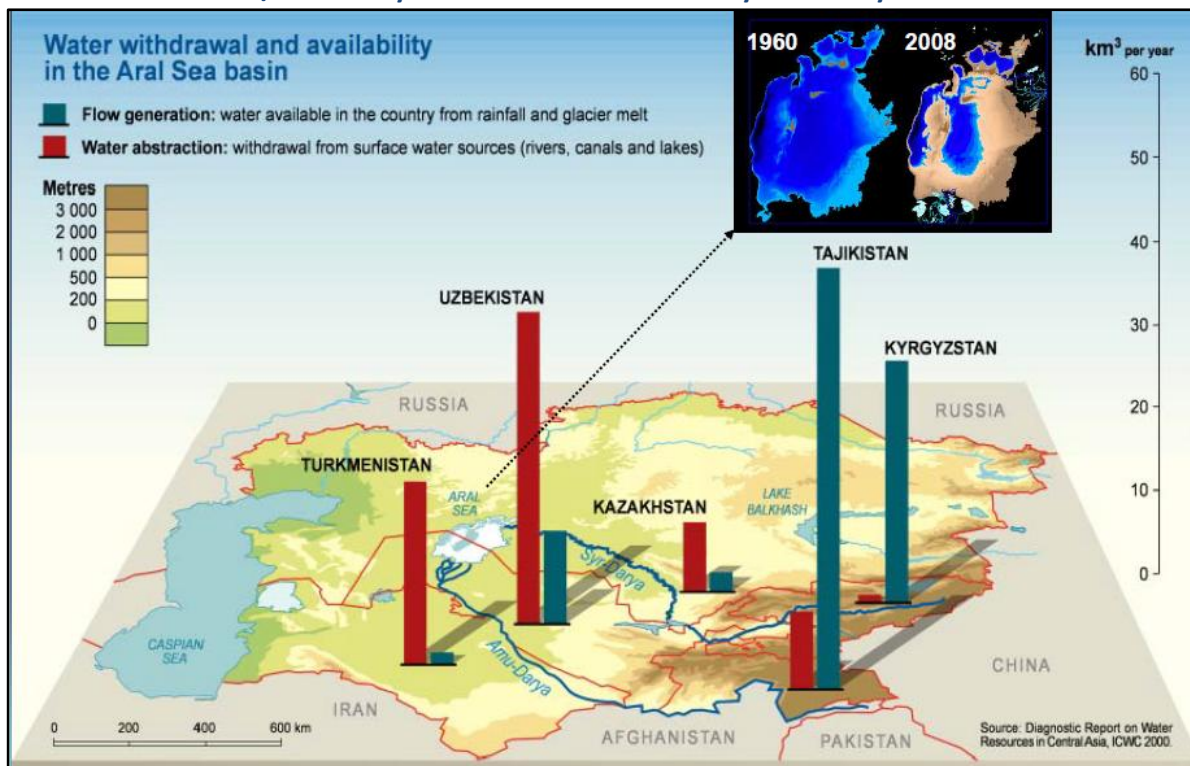 Water withdrawal and availability
in the Aral Sea basin
Flow generation: water available in the country from rainfall and glacier melt
Water abstraction: withdrawal from surface water sources (rivers, canals and lakes)
Metres
3 000
2 000
1 000
500
200
0
1960
2008
km³ per year
60
50
40
30
20
10
0
TAJIKISTAN
UZBEKISTAN
KYRGYZSTAN
RUSSIA
RUSSIA
TURKMENISTAN
ARAL
SEA
KAZAKHSTAN
LAKE
BALKHASH
Syr-Darya
CASPIAN
SEA
Amu-Darya
CHINA
IRAN
AFGHANISTAN
PAKISTAN
0 200 400 600 km
Source: Diagnostic Report on Water
Resources in Central Asia, ICWC 2000.